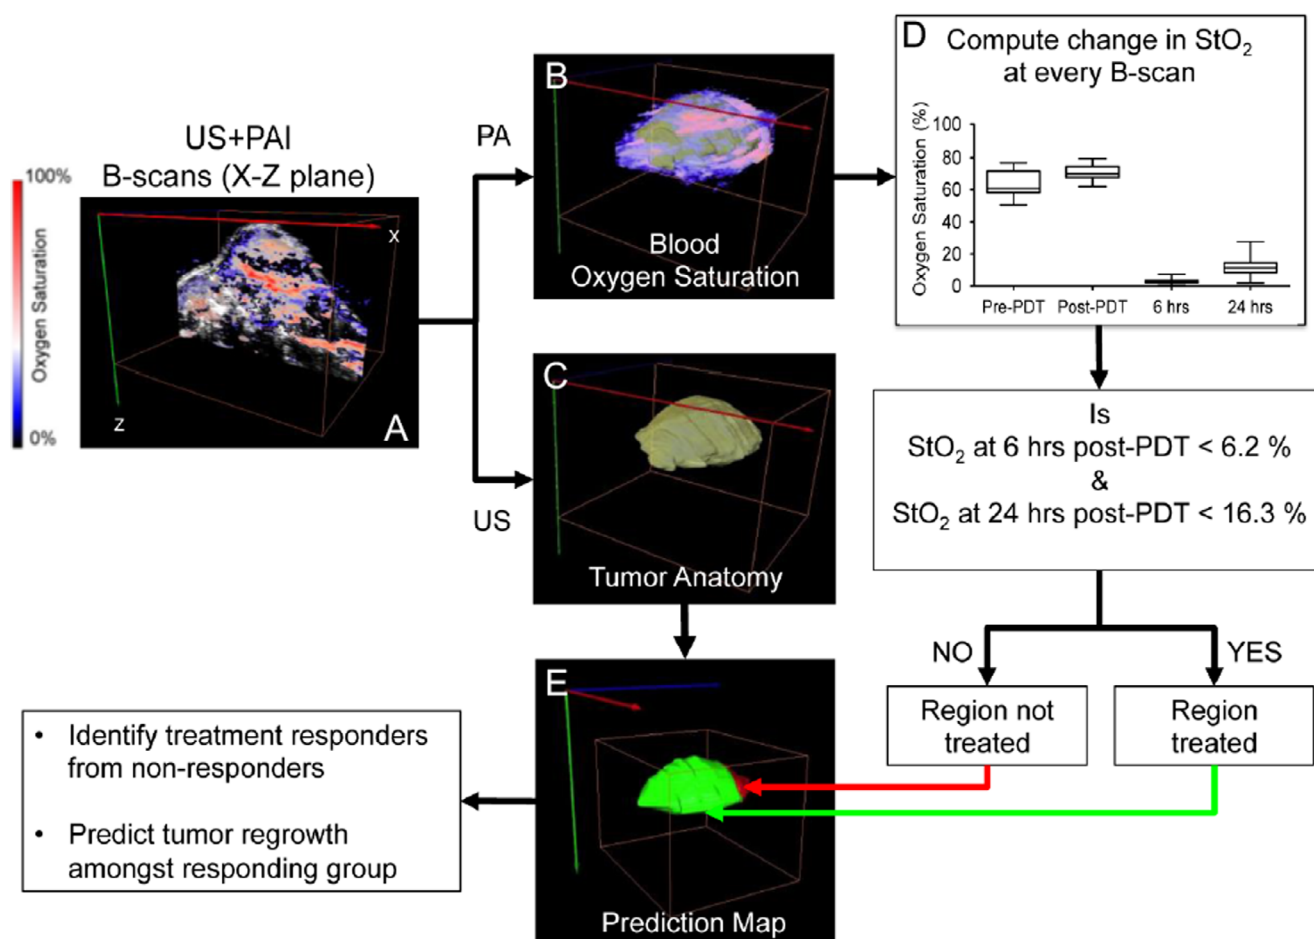 US+PAI
B-scans (X-Z plane)
100%
Oxygen Saturation
0%
x
z
A
PA
US
B
Blood
Oxygen Saturation
C
Tumor Anatomy
D
Compute change in StO₂
at every B-scan
Oxygen Saturation (%)
100
80
60
40
20
0
Pre-PDT Post-PDT 6 hrs 24 hrs
Is
StO₂ at 6 hrs post-PDT < 6.2 %
&
StO₂ at 24 hrs post-PDT < 16.3 %
NO
YES
Region not
treated
Region
treated
E
Prediction Map
• Identify treatment responders
from non-responders
• Predict tumor regrowth
amongst responding group